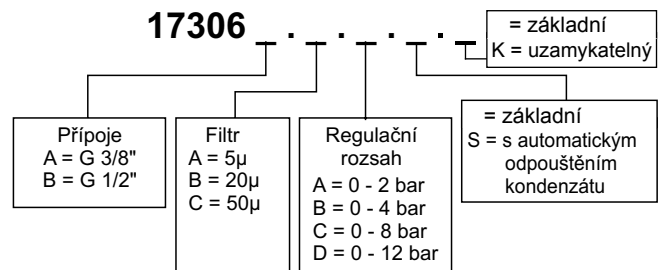 17306 _ . _ . _ . _ . _
= základní
K = uzamykatelný
Přípoje
A = G 3/8"
B = G 1/2"
Filtr
A = 5µ
B = 20µ
C = 50µ
Regulační
rozsah
A = 0 - 2 bar
B = 0 - 4 bar
C = 0 - 8 bar
D = 0 - 12 bar
= základní
S = s automatickým
odpouštěním
kondenzátu